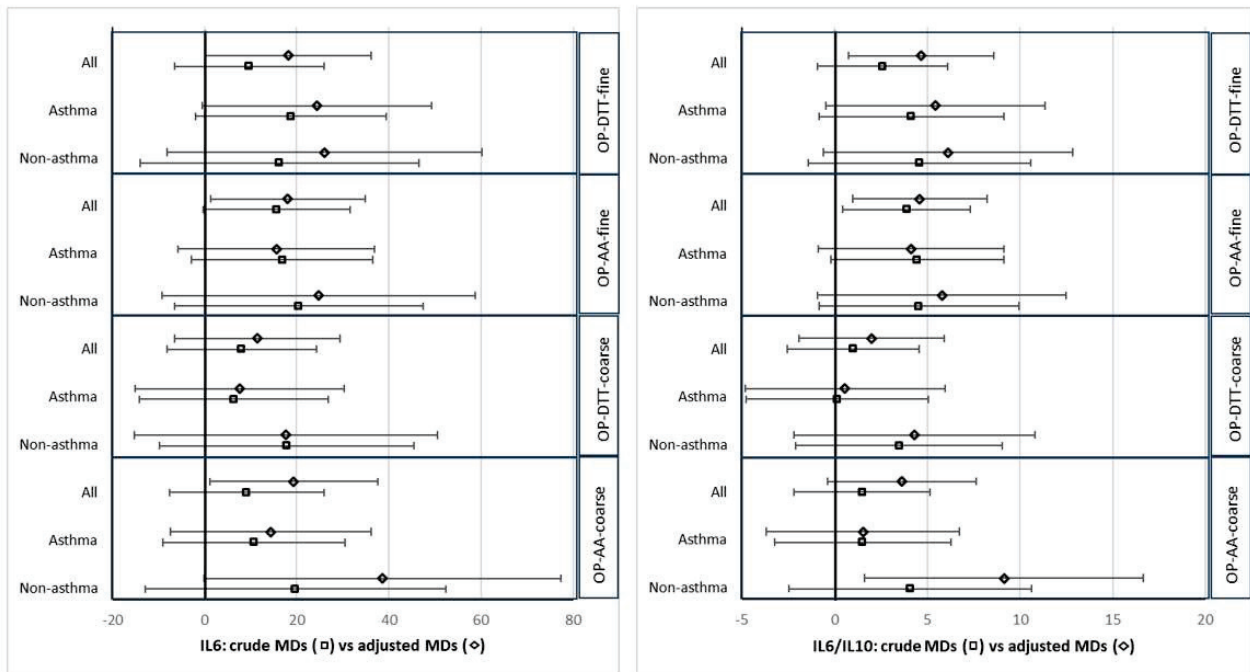 All
Asthma
Non-asthma
OP-DTT-fine
All
Asthma
Non-asthma
OP-AA-fine
All
Asthma
Non-asthma
OP-DTT-coarse
All
Asthma
Non-asthma
OP-AA-coarse
-20 0 20 40 60 80
IL6: crude MDs (□) vs adjusted MDs (◇)
All
Asthma
Non-asthma
OP-DTT-fine
All
Asthma
Non-asthma
OP-AA-fine
All
Asthma
Non-asthma
OP-DTT-coarse
All
Asthma
Non-asthma
OP-AA-coarse
-5 0 5 10 15 20
IL6/IL10: crude MDs (□) vs adjusted MDs (◇)